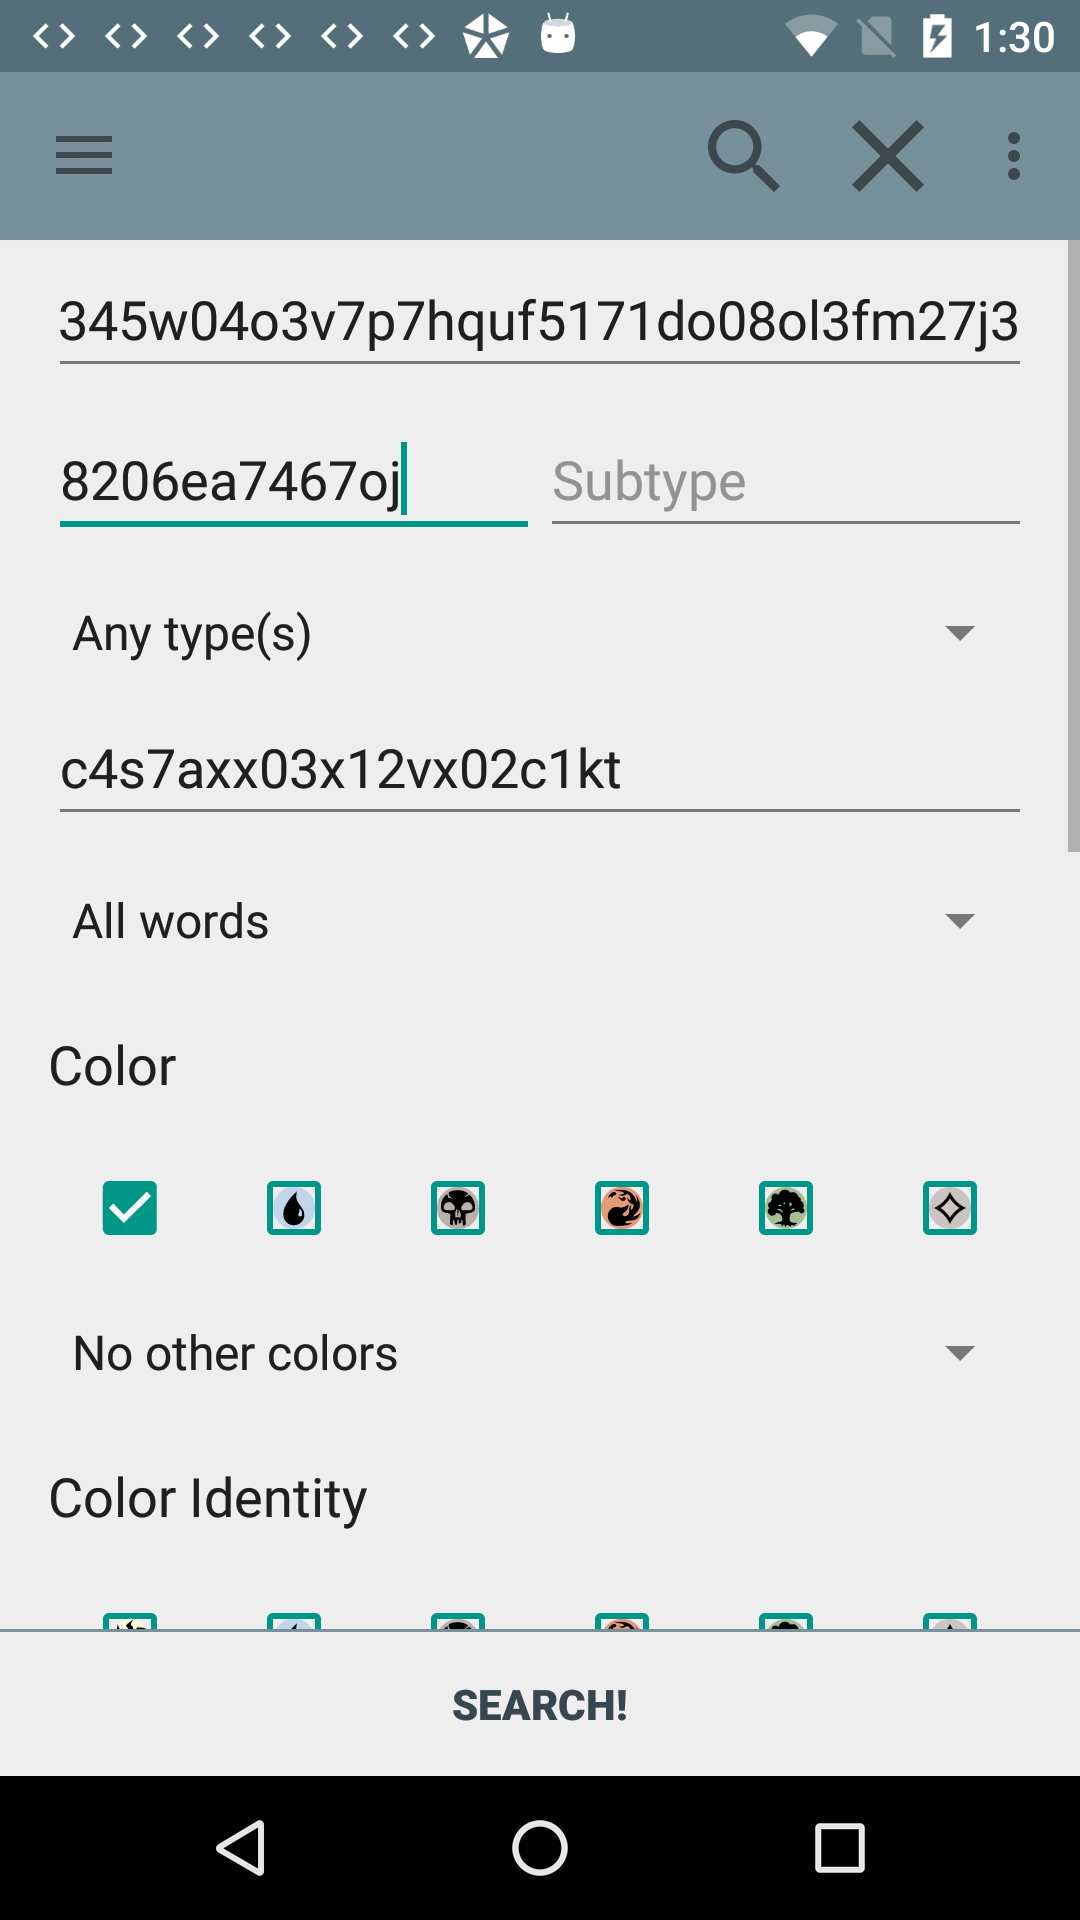 1:30
345w04o3v7p7hquf5171do08ol3fm27j3
8206ea7467oj Subtype
Any type(s)
c4s7axx03x12vx02c1kt
All words
Color
No other colors
Color Identity
SEARCH!